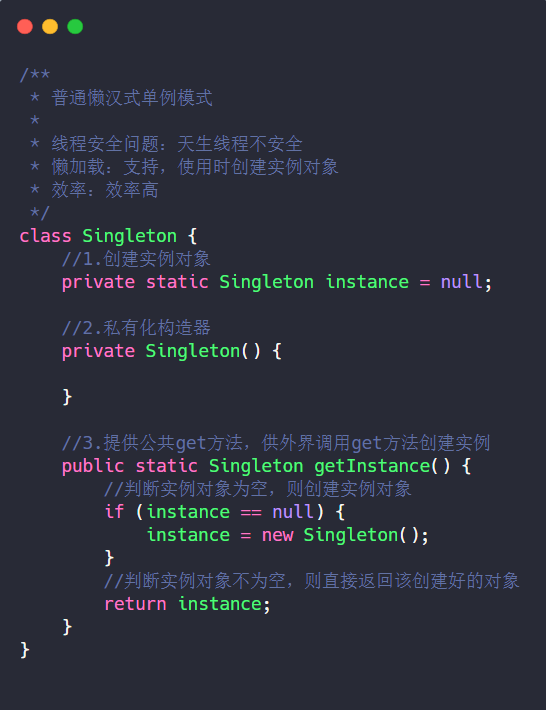 /**
 * 普通懒汉式单例模式
 *
 * 线程安全问题：天生线程不安全
 * 懒加载：支持，使用时创建实例对象
 * 效率：效率高
 */
class Singleton {
    //1.创建实例对象
    private static Singleton instance = null;

    //2.私有化构造器
    private Singleton() {

    }

    //3.提供公共get方法，供外界调用get方法创建实例
    public static Singleton getInstance() {
        //判断实例对象为空，则创建实例对象
        if (instance == null) {
            instance = new Singleton();
        }
        //判断实例对象不为空，则直接返回该创建好的对象
        return instance;
    }
}